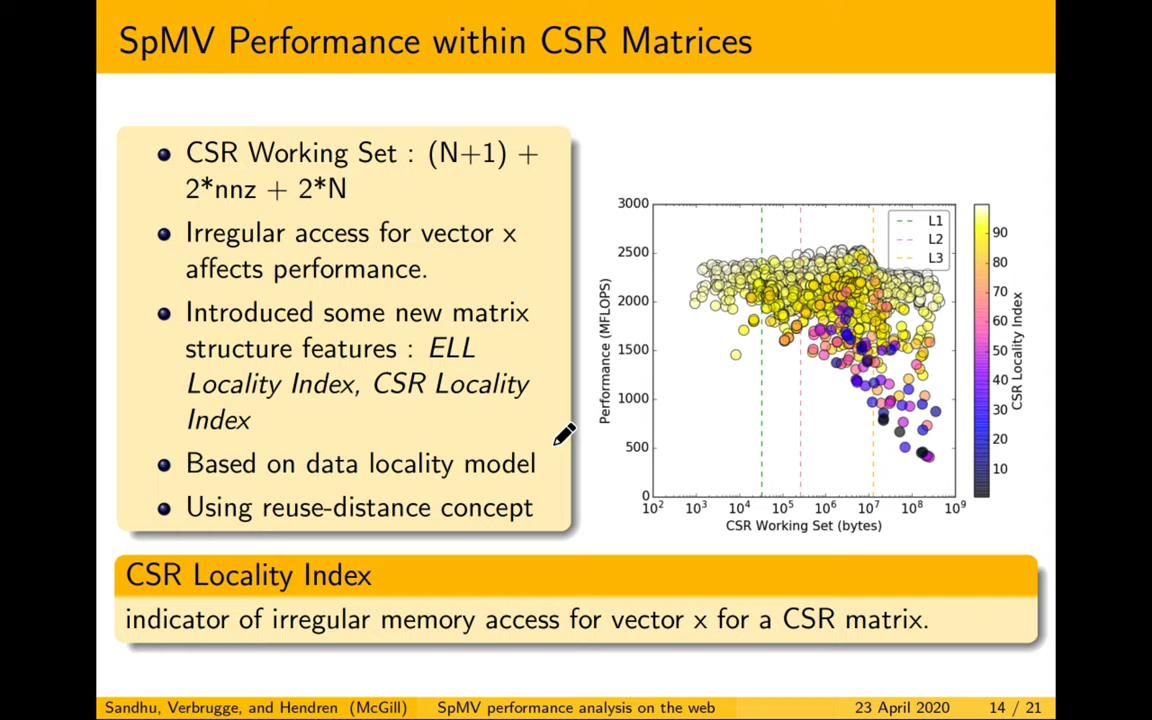 SpMV Performance within CSR Matrices
CSR Working Set : (N+1) +
2*nnz + 2*N
Irregular access for vector x
affects performance.
Introduced some new matrix
structure features : ELL
Locality Index, CSR Locality
Index
Based on data locality model
Using reuse-distance concept
3000
2500
2000
1500
1000
500
0
Performance (MFLOPS)
10² 10³ 10⁴ 10⁵ 10⁶ 10⁷ 10⁸ 10⁹
CSR Working Set (bytes)
L1
L2
L3
90
80
70
60
50
40
30
20
10
CSR Locality Index
CSR Locality Index
indicator of irregular memory access for vector x for a CSR matrix.
Sandhu, Verbrugge, and Hendren (McGill) SpMV performance analysis on the web 23 April 2020 14 / 21